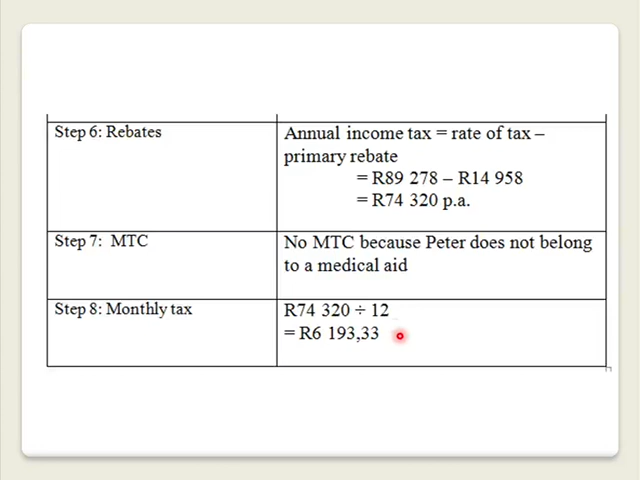 Step 6: Rebates
Annual income tax = rate of tax –
primary rebate
= R89 278 – R14 958
= R74 320 p.a.
Step 7: MTC
No MTC because Peter does not belong
to a medical aid
Step 8: Monthly tax
R74 320 ÷ 12
= R6 193,33